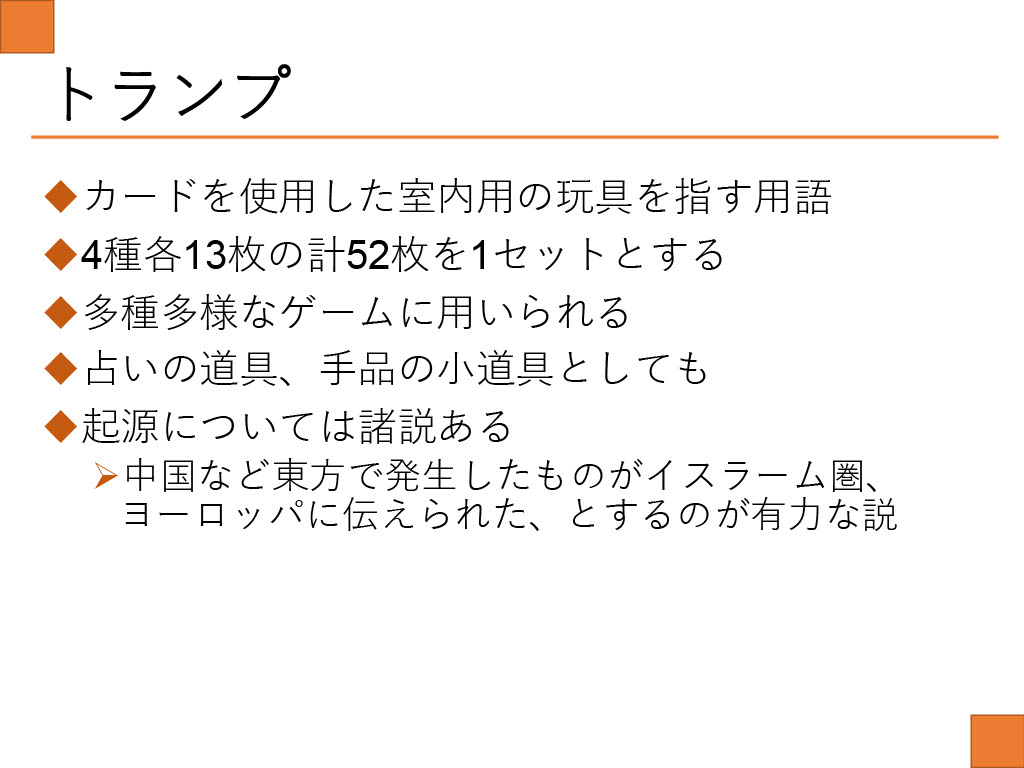 トランプ
カードを使用した室内用の玩具を指す用語
4種各13枚の計52枚を1セットとする
多種多様なゲームに用いられる
占いの道具、手品の小道具としても
起源については諸説ある
中国など東方で発生したものがイスラーム圏、
ヨーロッパに伝えられた、とするのが有力な説